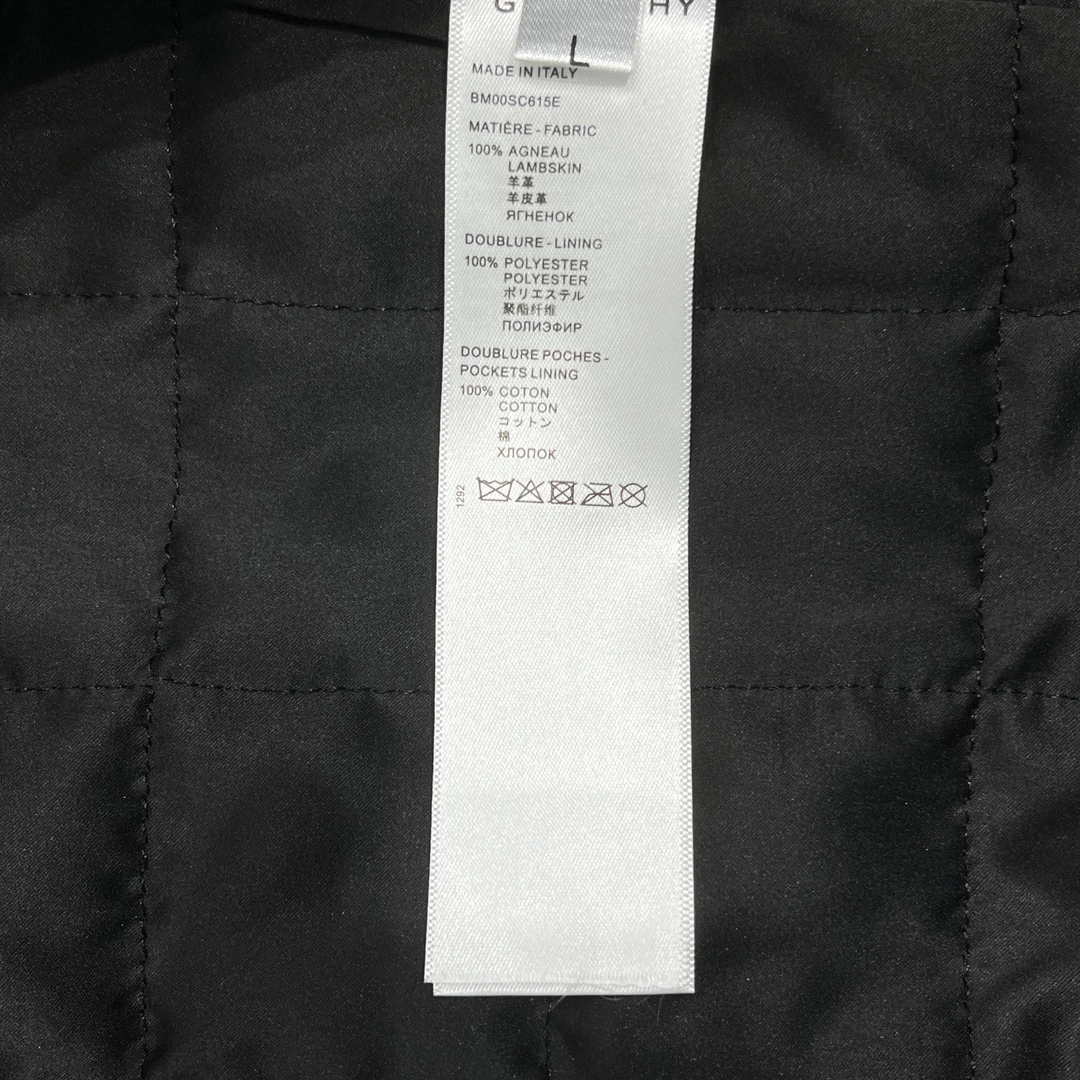 G HY
L
MADE IN ITALY
BM00SC615E
MATIÈRE - FABRIC
100% AGNEAU
LAMBSKIN
羊革
羊皮革
ЯГНЕНОК
DOUBLURE - LINING
100% POLYESTER
POLYESTER
ポリエステル
聚酯纤维
ПОЛИЭФИР
DOUBLURE POCHES -
POCKETS LINING
100% COTON
COTTON
コットン
棉
ХЛОПОК
1292